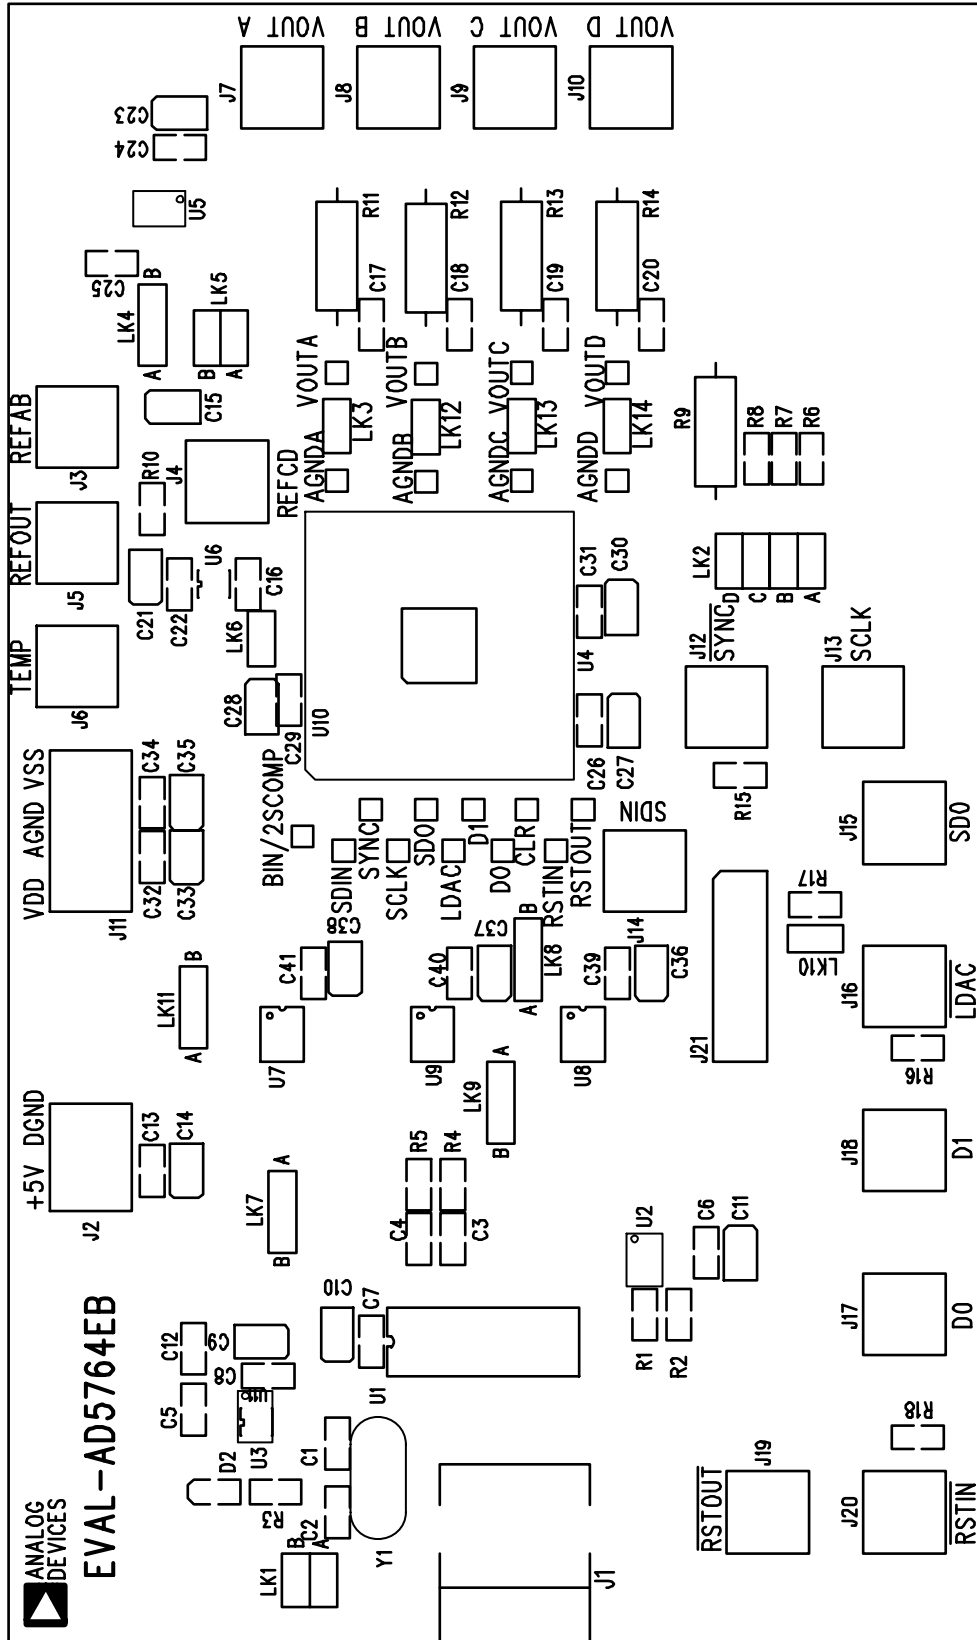 ANALOG
DEVICES
EVAL-AD5764EB
+5V DGND
J2
C13
C14
VDD AGND VSS
J11
C32
C33
C34
C35
TEMP
J6
REFOUT
J5
REFAB
J3
J4
REFCD
R10
C21
C22
U6
C16
LK6
C28
C29
U10
C15
LK4
A
B
LK5
B
A
C25
U5
C24
C23
J7
VOUT A
J8
VOUT B
J9
VOUT C
J10
VOUT D
R11
R12
R13
R14
C17
C18
C19
C20
VOUTA
VOUTB
VOUTC
VOUTD
LK3
LK12
LK13
LK14
AGNDA
AGNDB
AGNDC
AGNDD
R9
R8
R7
R6
LK2
D
C
B
A
C31
C30
U4
C26
C27
J12
SYNC
J13
SCLK
R15
J15
SDO
BIN/2SCOMP
SDIN
SYNC
SCLK
SDO
LDAC
D1
D0
CLR
RSTIN
RSTOUT
SDIN
J14
R17
LK10
J16
LDAC
R16
J21
C41
C38
C40
C37
LK8
A
B
C39
C36
LK11
A
B
U7
U9
U8
LK9
A
B
LK7
A
B
R5
R4
C4
C3
U2
C6
C11
R1
R2
J18
D1
J17
D0
R18
J19
RSTOUT
J20
RSTIN
C12
C9
C8
C5
U11
U3
D2
R3
C10
C7
U1
C1
C2
Y1
LK1
B
A
J1